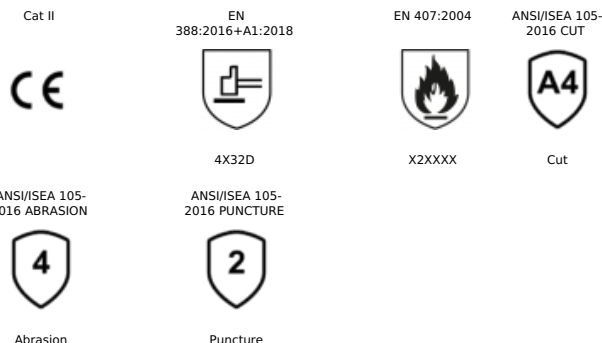 Cat II
EN
388:2016+A1:2018
EN 407:2004
ANSI/ISEA 105-
2016 CUT
CE
A4
4X32D
X2XXXX
Cut
ANSI/ISEA 105-
016 ABRASION
ANSI/ISEA 105-
2016 PUNCTURE
4
2
Abrasion
Puncture